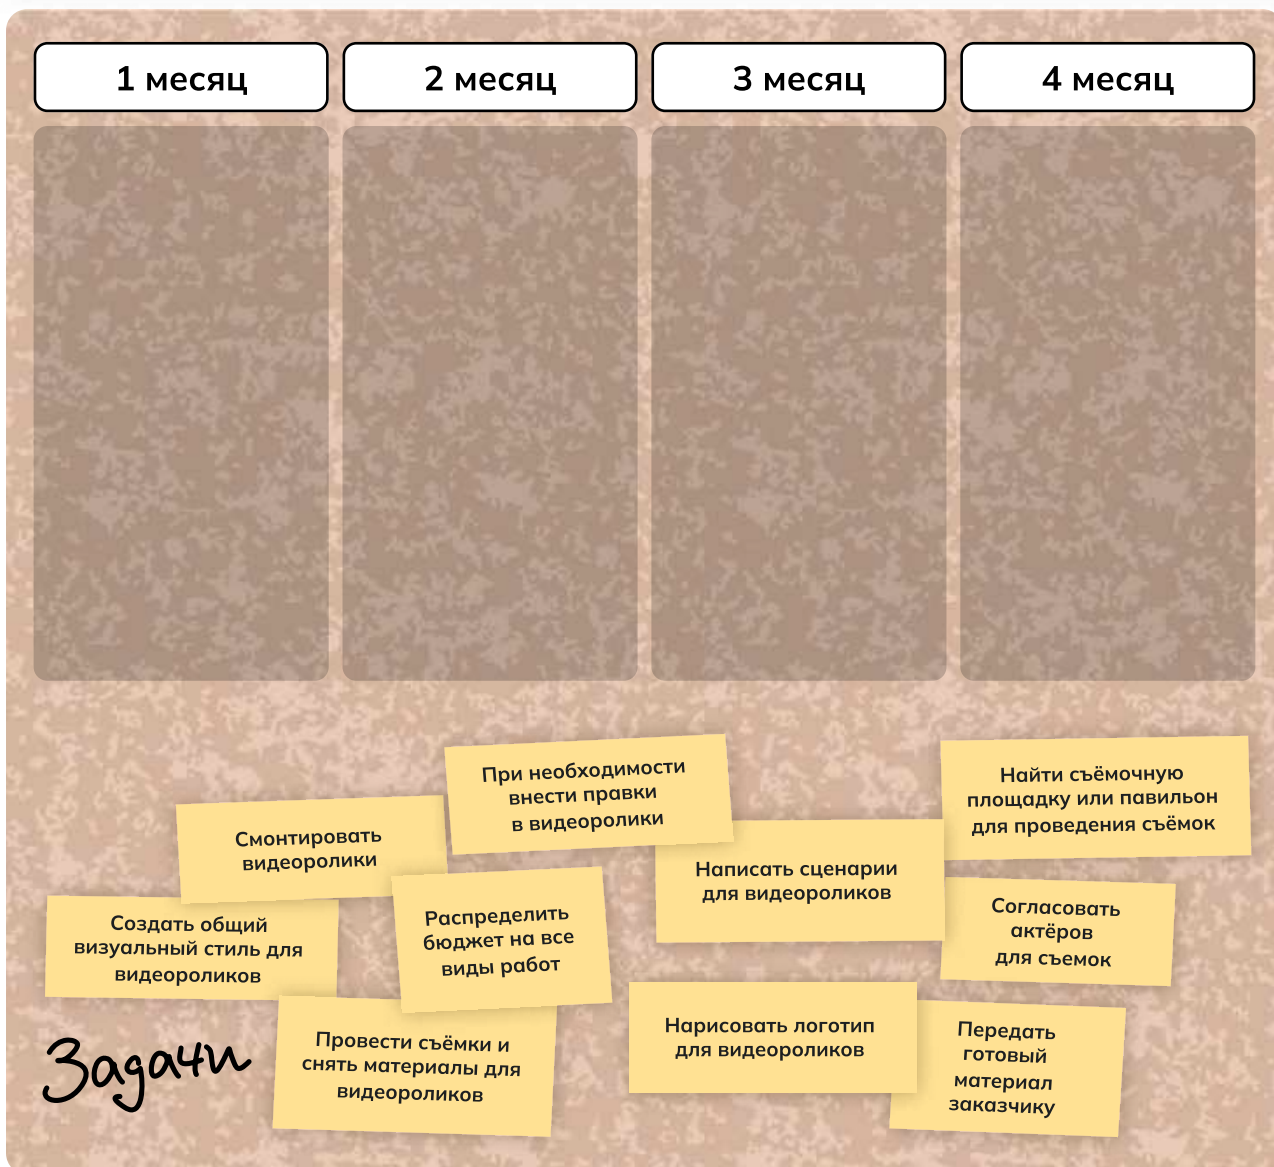 1 месяц
2 месяц
3 месяц
4 месяц
При необходимости
внести правки
в видеоролики
Найти съёмочную
площадку или павильон
для проведения съёмок
Смонтировать
видеоролики
Написать сценарии
для видеороликов
Создать общий
визуальный стиль для
видеороликов
Распределить
бюджет на все
виды работ
Согласовать
актёров
для съемок
Задачи
Провести съёмки и
снять материалы для
видеороликов
Нарисовать логотип
для видеороликов
Передать
готовый
материал
заказчику